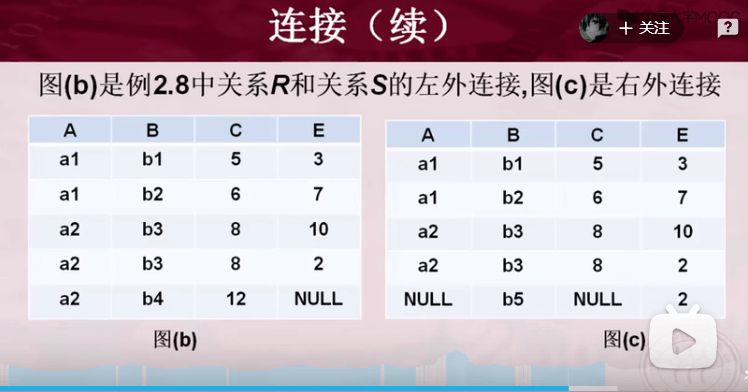 连接（续）
+ 关注
MOOC
图(b)是例2.8中关系R和关系S的左外连接,图(c)是右外连接
A B C E
a1 b1 5 3
a1 b2 6 7
a2 b3 8 10
a2 b3 8 2
a2 b4 12 NULL
图(b)
A B C E
a1 b1 5 3
a1 b2 6 7
a2 b3 8 10
a2 b3 8 2
NULL b5 NULL 2
图(c)